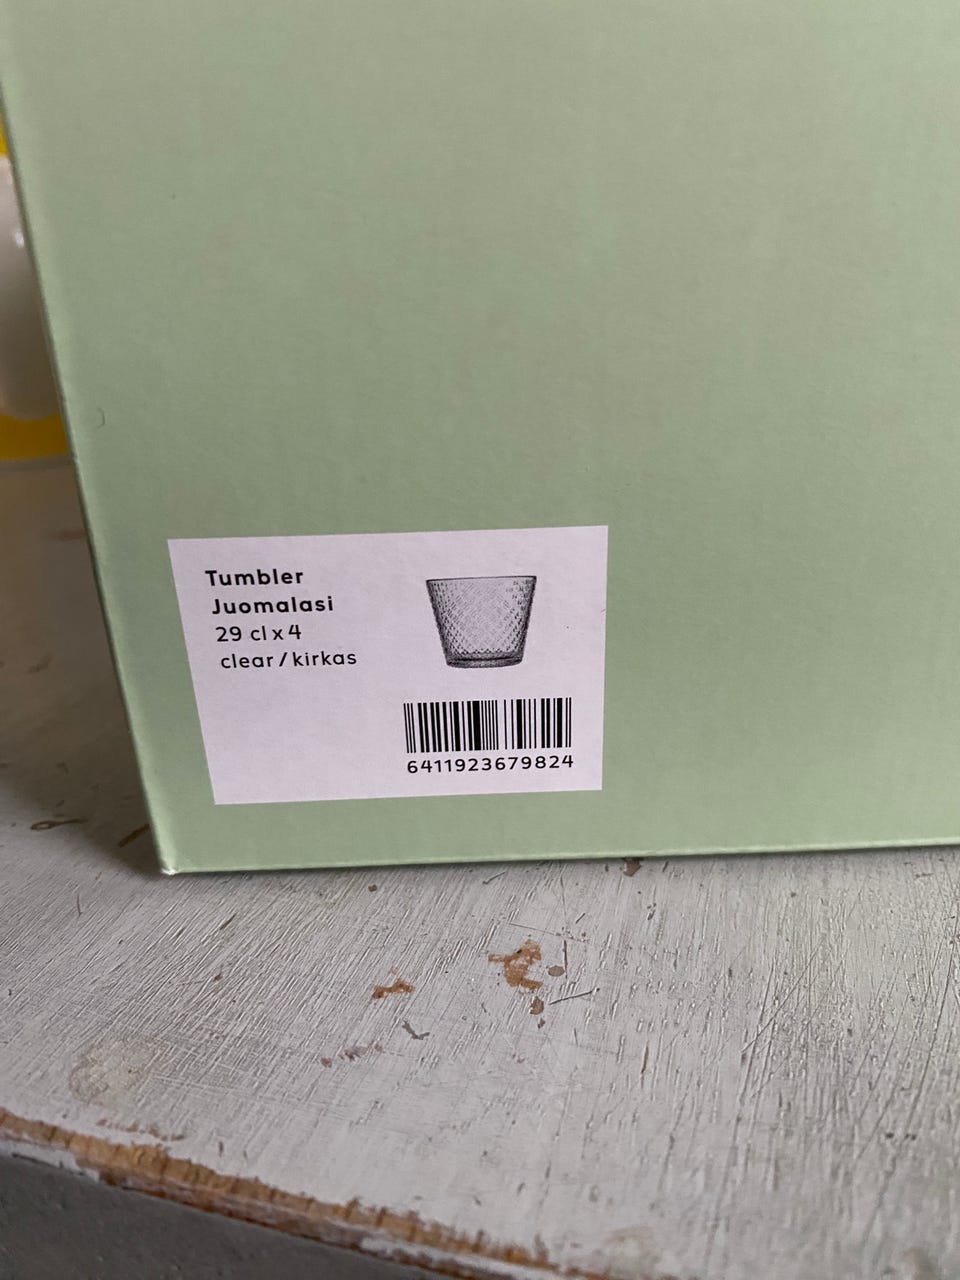 Tumbler
Juomalasi
29 cl x 4
clear / kirkas
6411923679824